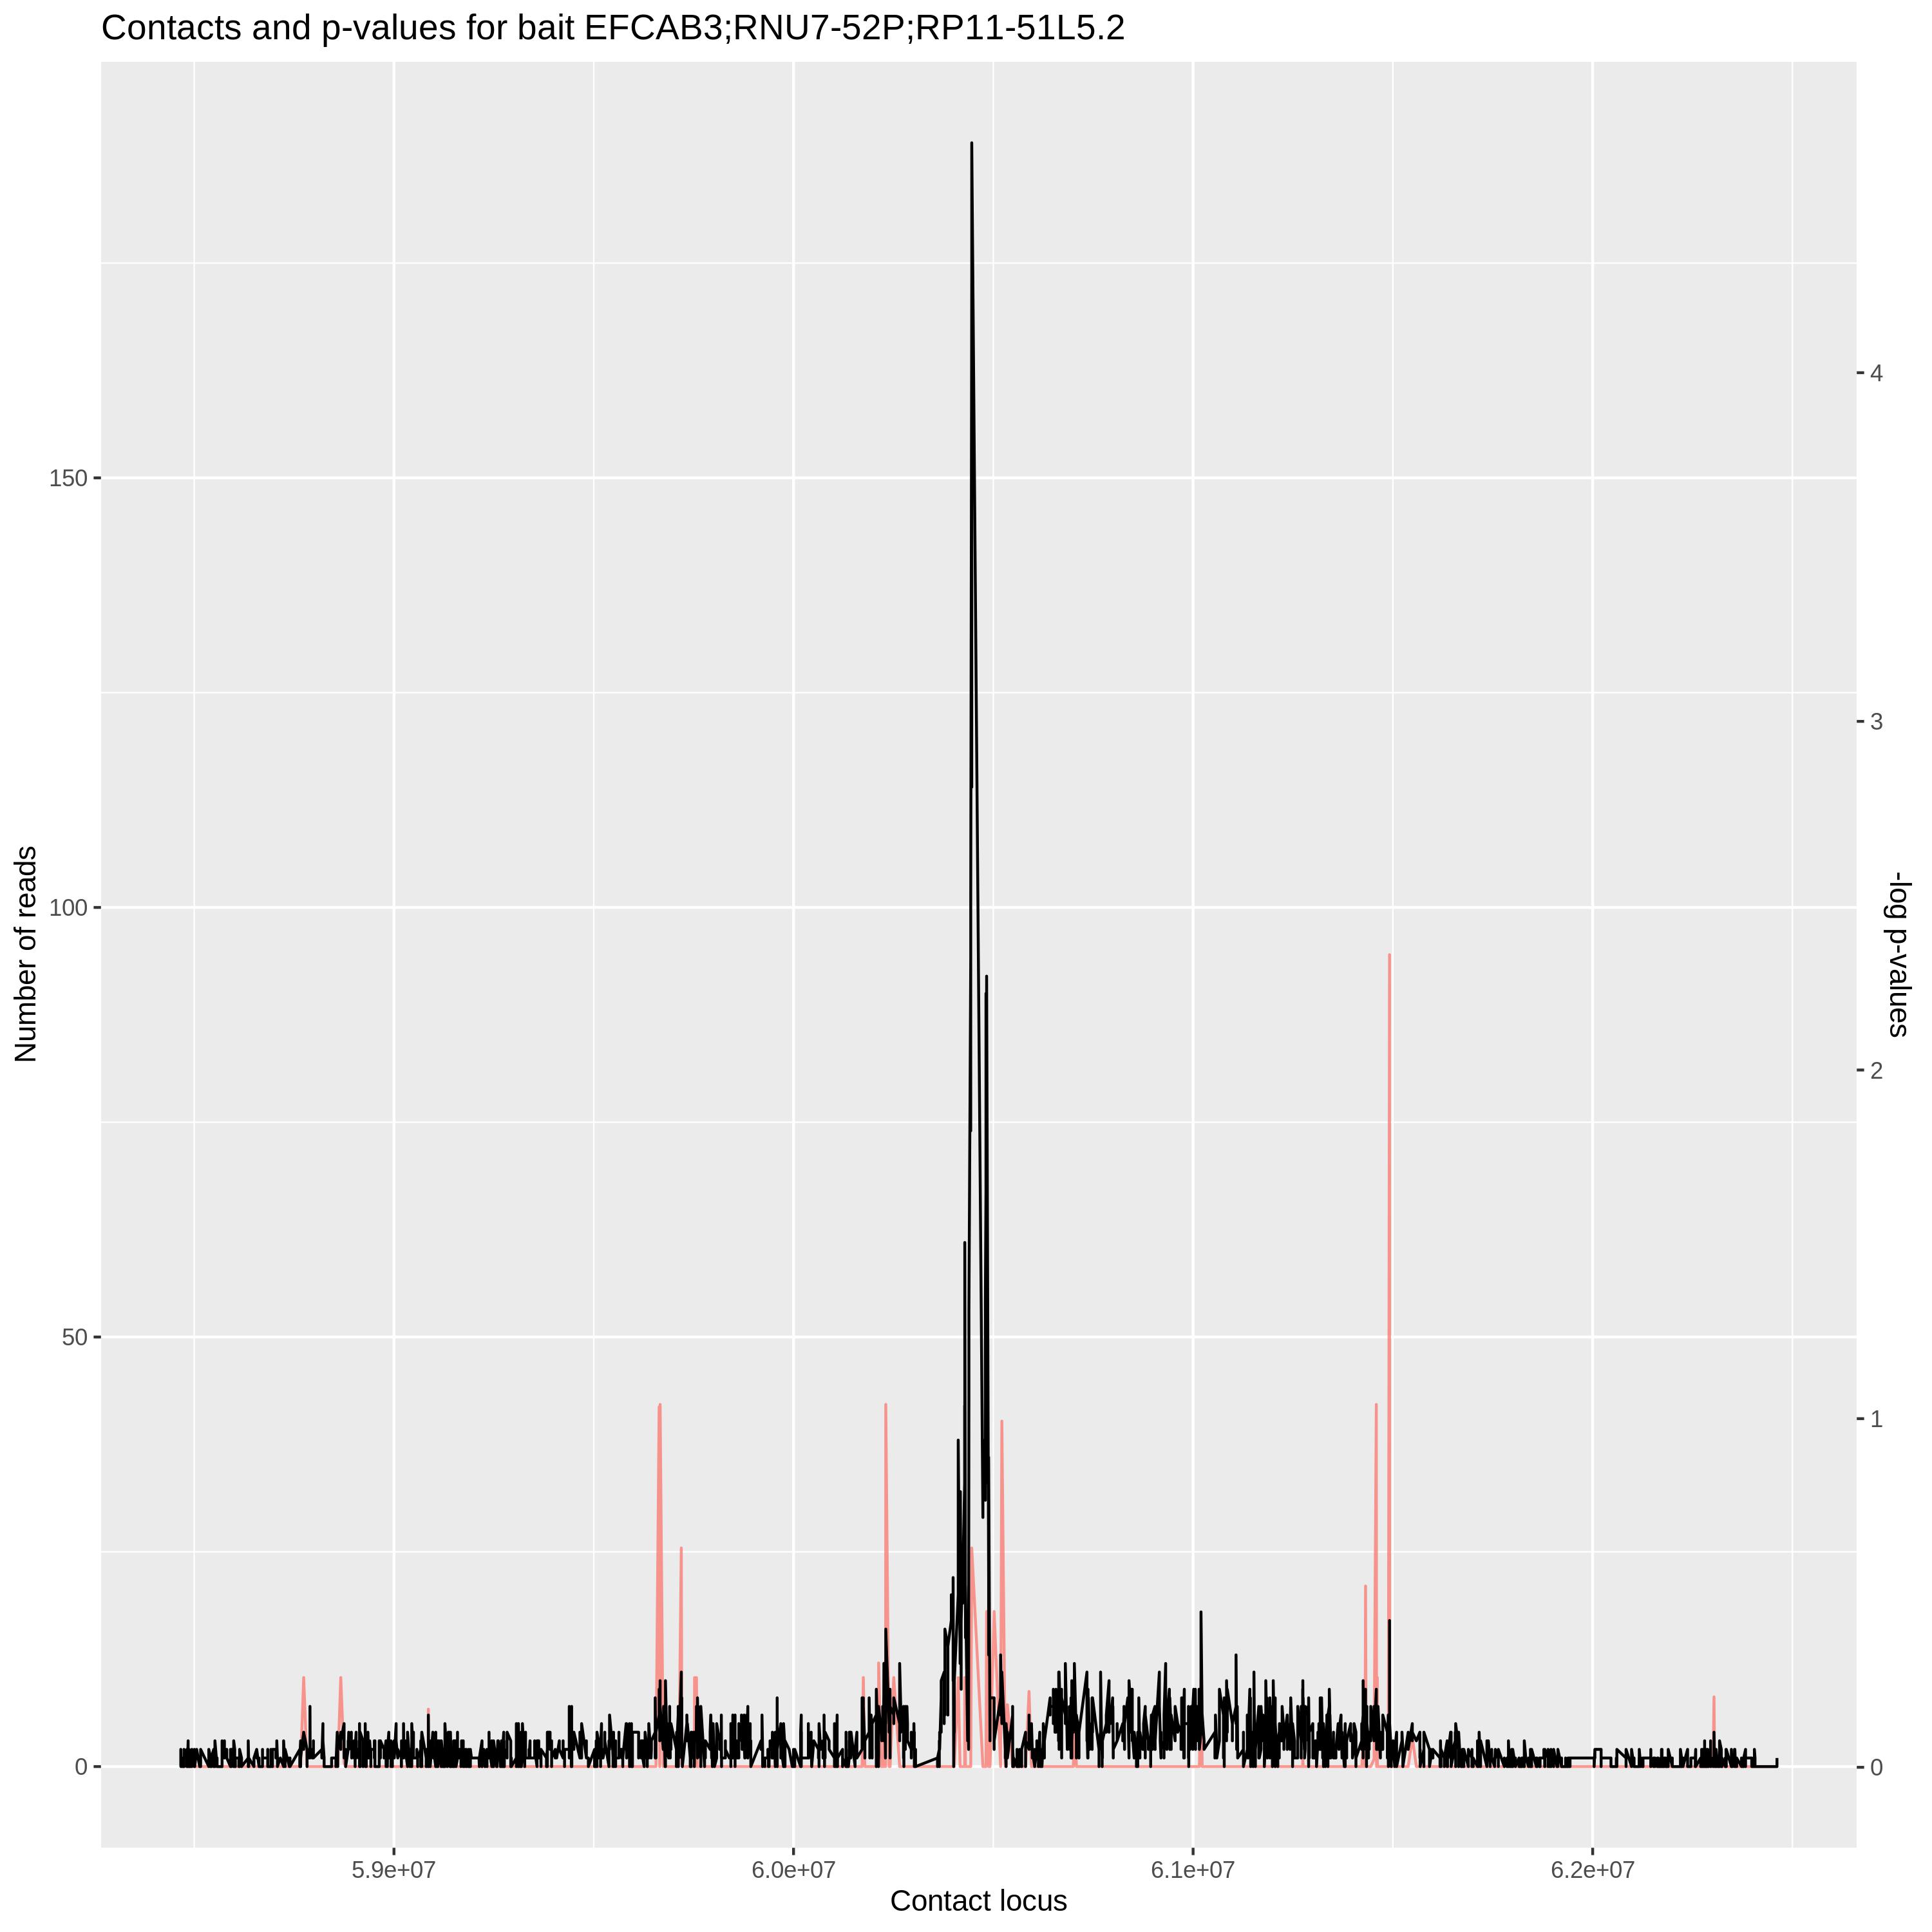 Contacts and p-values for bait EFCAB3;RNU7-52P;RP11-51L5.2
Number of reads
150
100
50
0
4
3
2
1
0
-log p-values
5.9e+07
6.0e+07
6.1e+07
6.2e+07
Contact locus